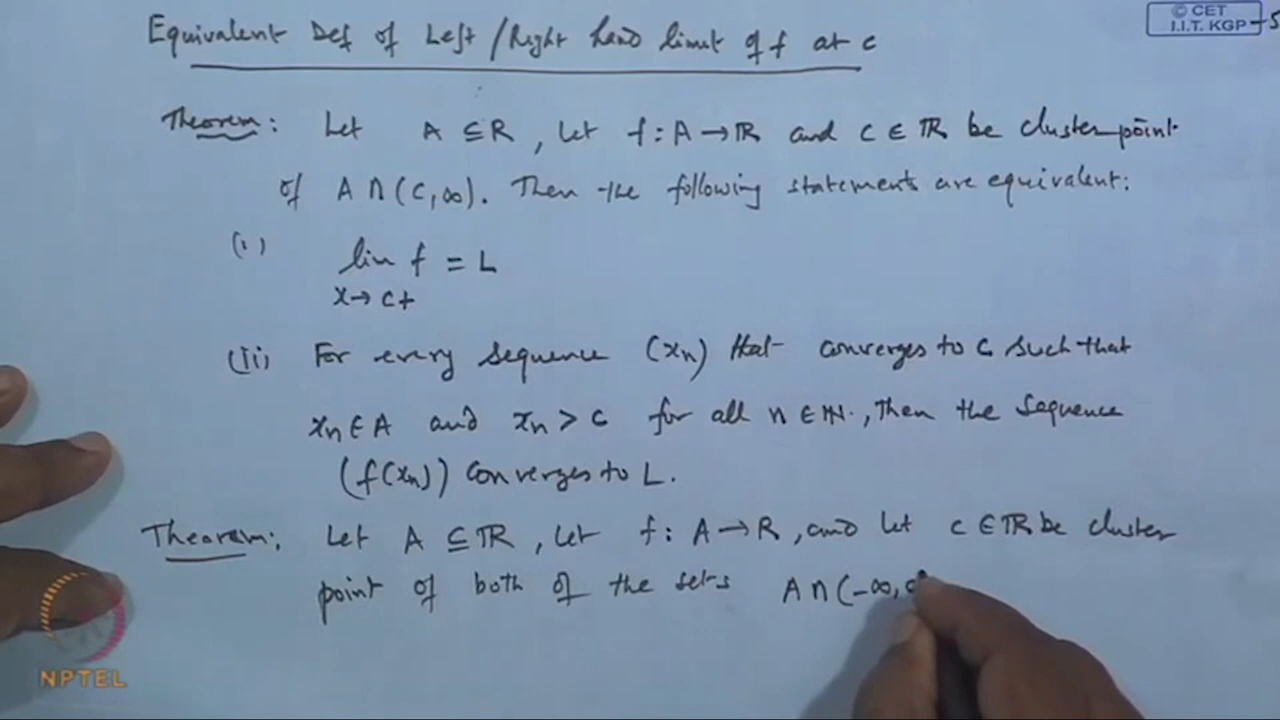 © CET
I.I.T. KGP
Equivalent Def of Left/Right hand limit of f at c
Theorem: Let A ⊆ R, Let f: A → ℝ and c ∈ ℝ be cluster point
of A ∩ (c, ∞). Then the following statements are equivalent:
(i) lim f = L
x → c+
(ii) For every sequence (xn) that converges to c such that
xn ∈ A and xn > c for all n ∈ ℕ., Then the sequence
(f(xn)) converges to L.
Theorem: Let A ⊆ ℝ, Let f: A → R, and let c ∈ ℝ be cluster
point of both of the sets A ∩ (-∞, c
NPTEL